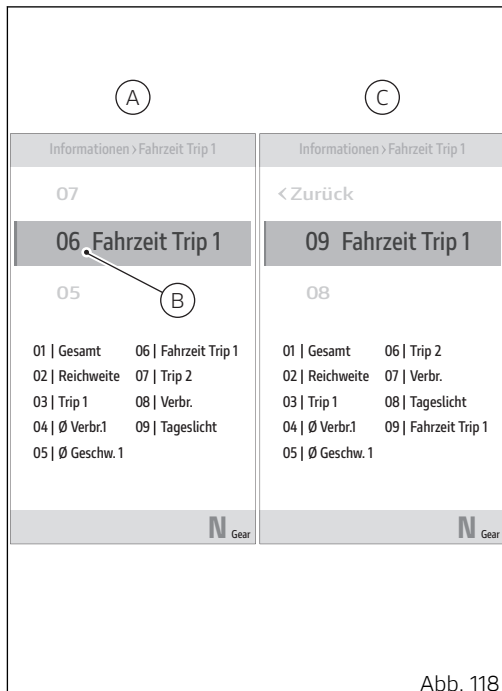 A
Informationen › Fahrzeit Trip 1
07
06 Fahrzeit Trip 1
B
05
01 | Gesamt 06 | Fahrzeit Trip 1
02 | Reichweite 07 | Trip 2
03 | Trip 1 08 | Verbr.
04 | Ø Verbr.1 09 | Tageslicht
05 | Ø Geschw. 1
N Gear
C
Informationen › Fahrzeit Trip 1
< Zurück
09 Fahrzeit Trip 1
08
01 | Gesamt 06 | Trip 2
02 | Reichweite 07 | Verbr.
03 | Trip 1 08 | Tageslicht
04 | Ø Verbr.1 09 | Fahrzeit Trip 1
05 | Ø Geschw. 1
N Gear
Abb. 118